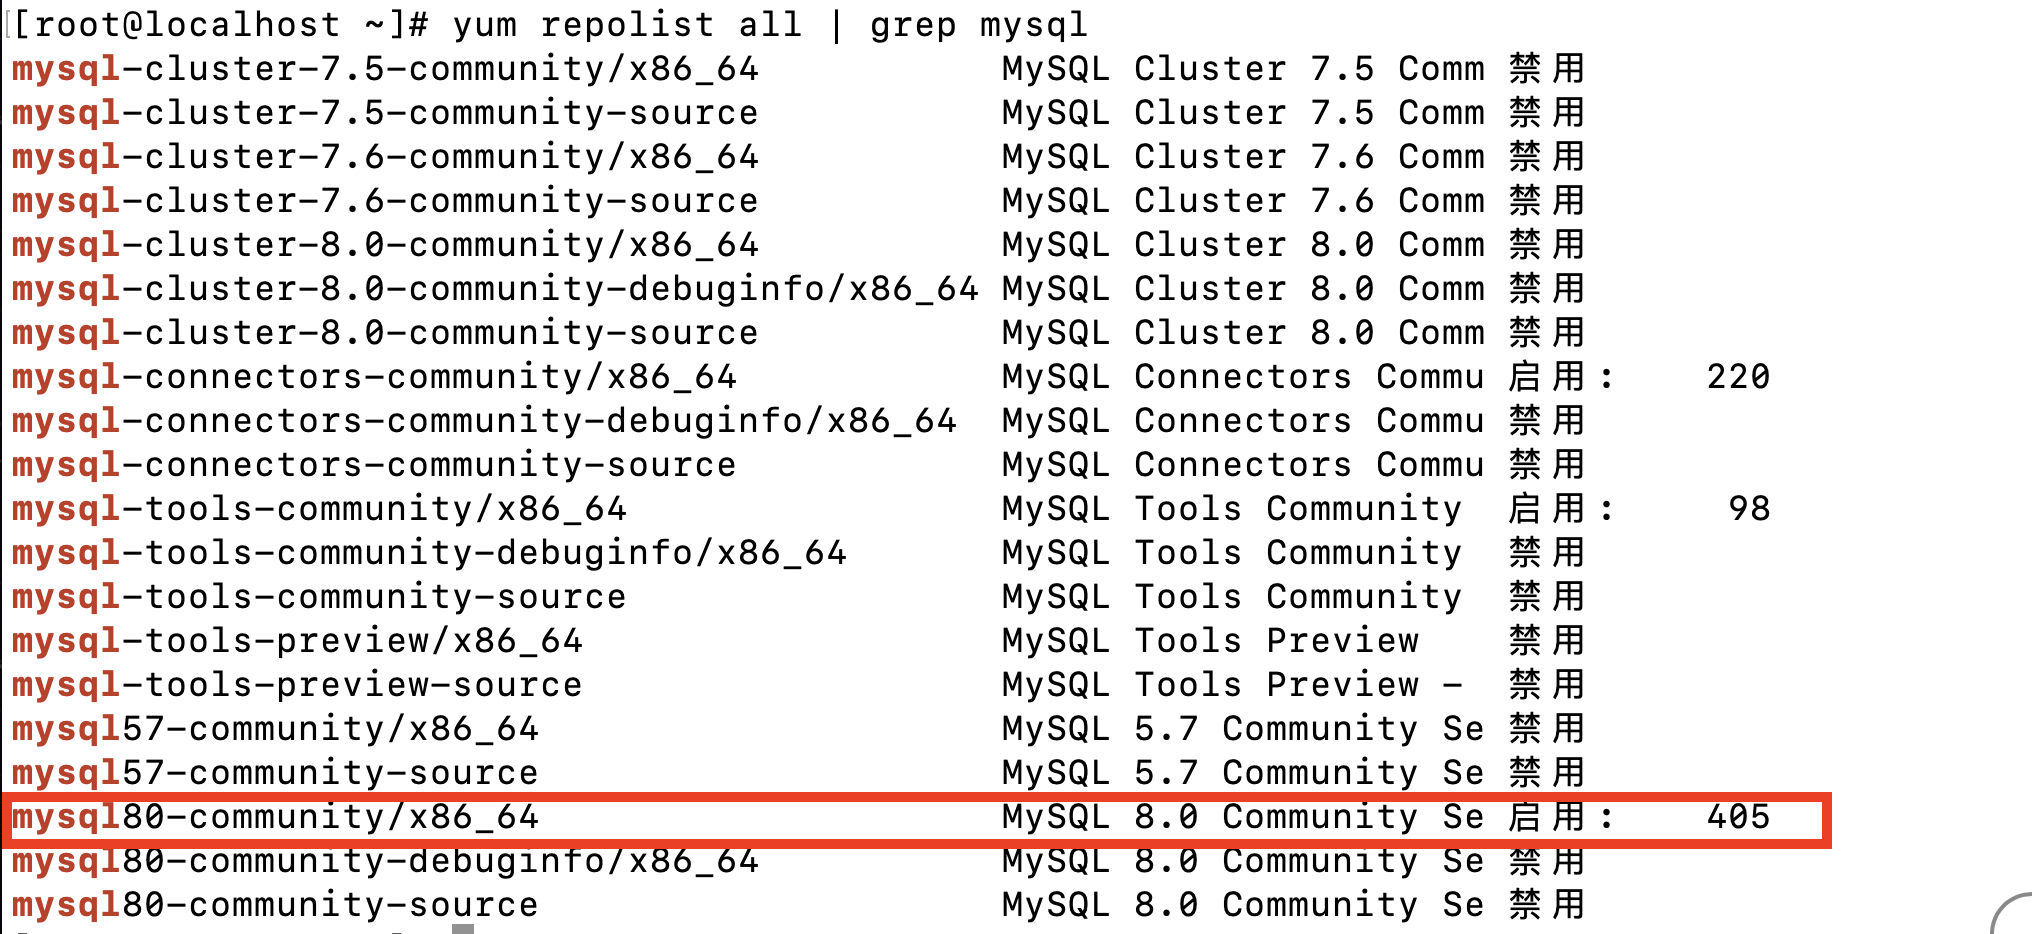 [[root@localhost ~]# yum repolist all | grep mysql
mysql-cluster-7.5-community/x86_64 MySQL Cluster 7.5 Comm 禁用
mysql-cluster-7.5-community-source MySQL Cluster 7.5 Comm 禁用
mysql-cluster-7.6-community/x86_64 MySQL Cluster 7.6 Comm 禁用
mysql-cluster-7.6-community-source MySQL Cluster 7.6 Comm 禁用
mysql-cluster-8.0-community/x86_64 MySQL Cluster 8.0 Comm 禁用
mysql-cluster-8.0-community-debuginfo/x86_64 MySQL Cluster 8.0 Comm 禁用
mysql-cluster-8.0-community-source MySQL Cluster 8.0 Comm 禁用
mysql-connectors-community/x86_64 MySQL Connectors Commu 启用: 220
mysql-connectors-community-debuginfo/x86_64 MySQL Connectors Commu 禁用
mysql-connectors-community-source MySQL Connectors Commu 禁用
mysql-tools-community/x86_64 MySQL Tools Community 启用: 98
mysql-tools-community-debuginfo/x86_64 MySQL Tools Community 禁用
mysql-tools-community-source MySQL Tools Community 禁用
mysql-tools-preview/x86_64 MySQL Tools Preview 禁用
mysql-tools-preview-source MySQL Tools Preview - 禁用
mysql57-community/x86_64 MySQL 5.7 Community Se 禁用
mysql57-community-source MySQL 5.7 Community Se 禁用
mysql80-community/x86_64 MySQL 8.0 Community Se 启用: 405
mysql80-community-debuginfo/x86_64 MySQL 8.0 Community Se 禁用
mysql80-community-source MySQL 8.0 Community Se 禁用